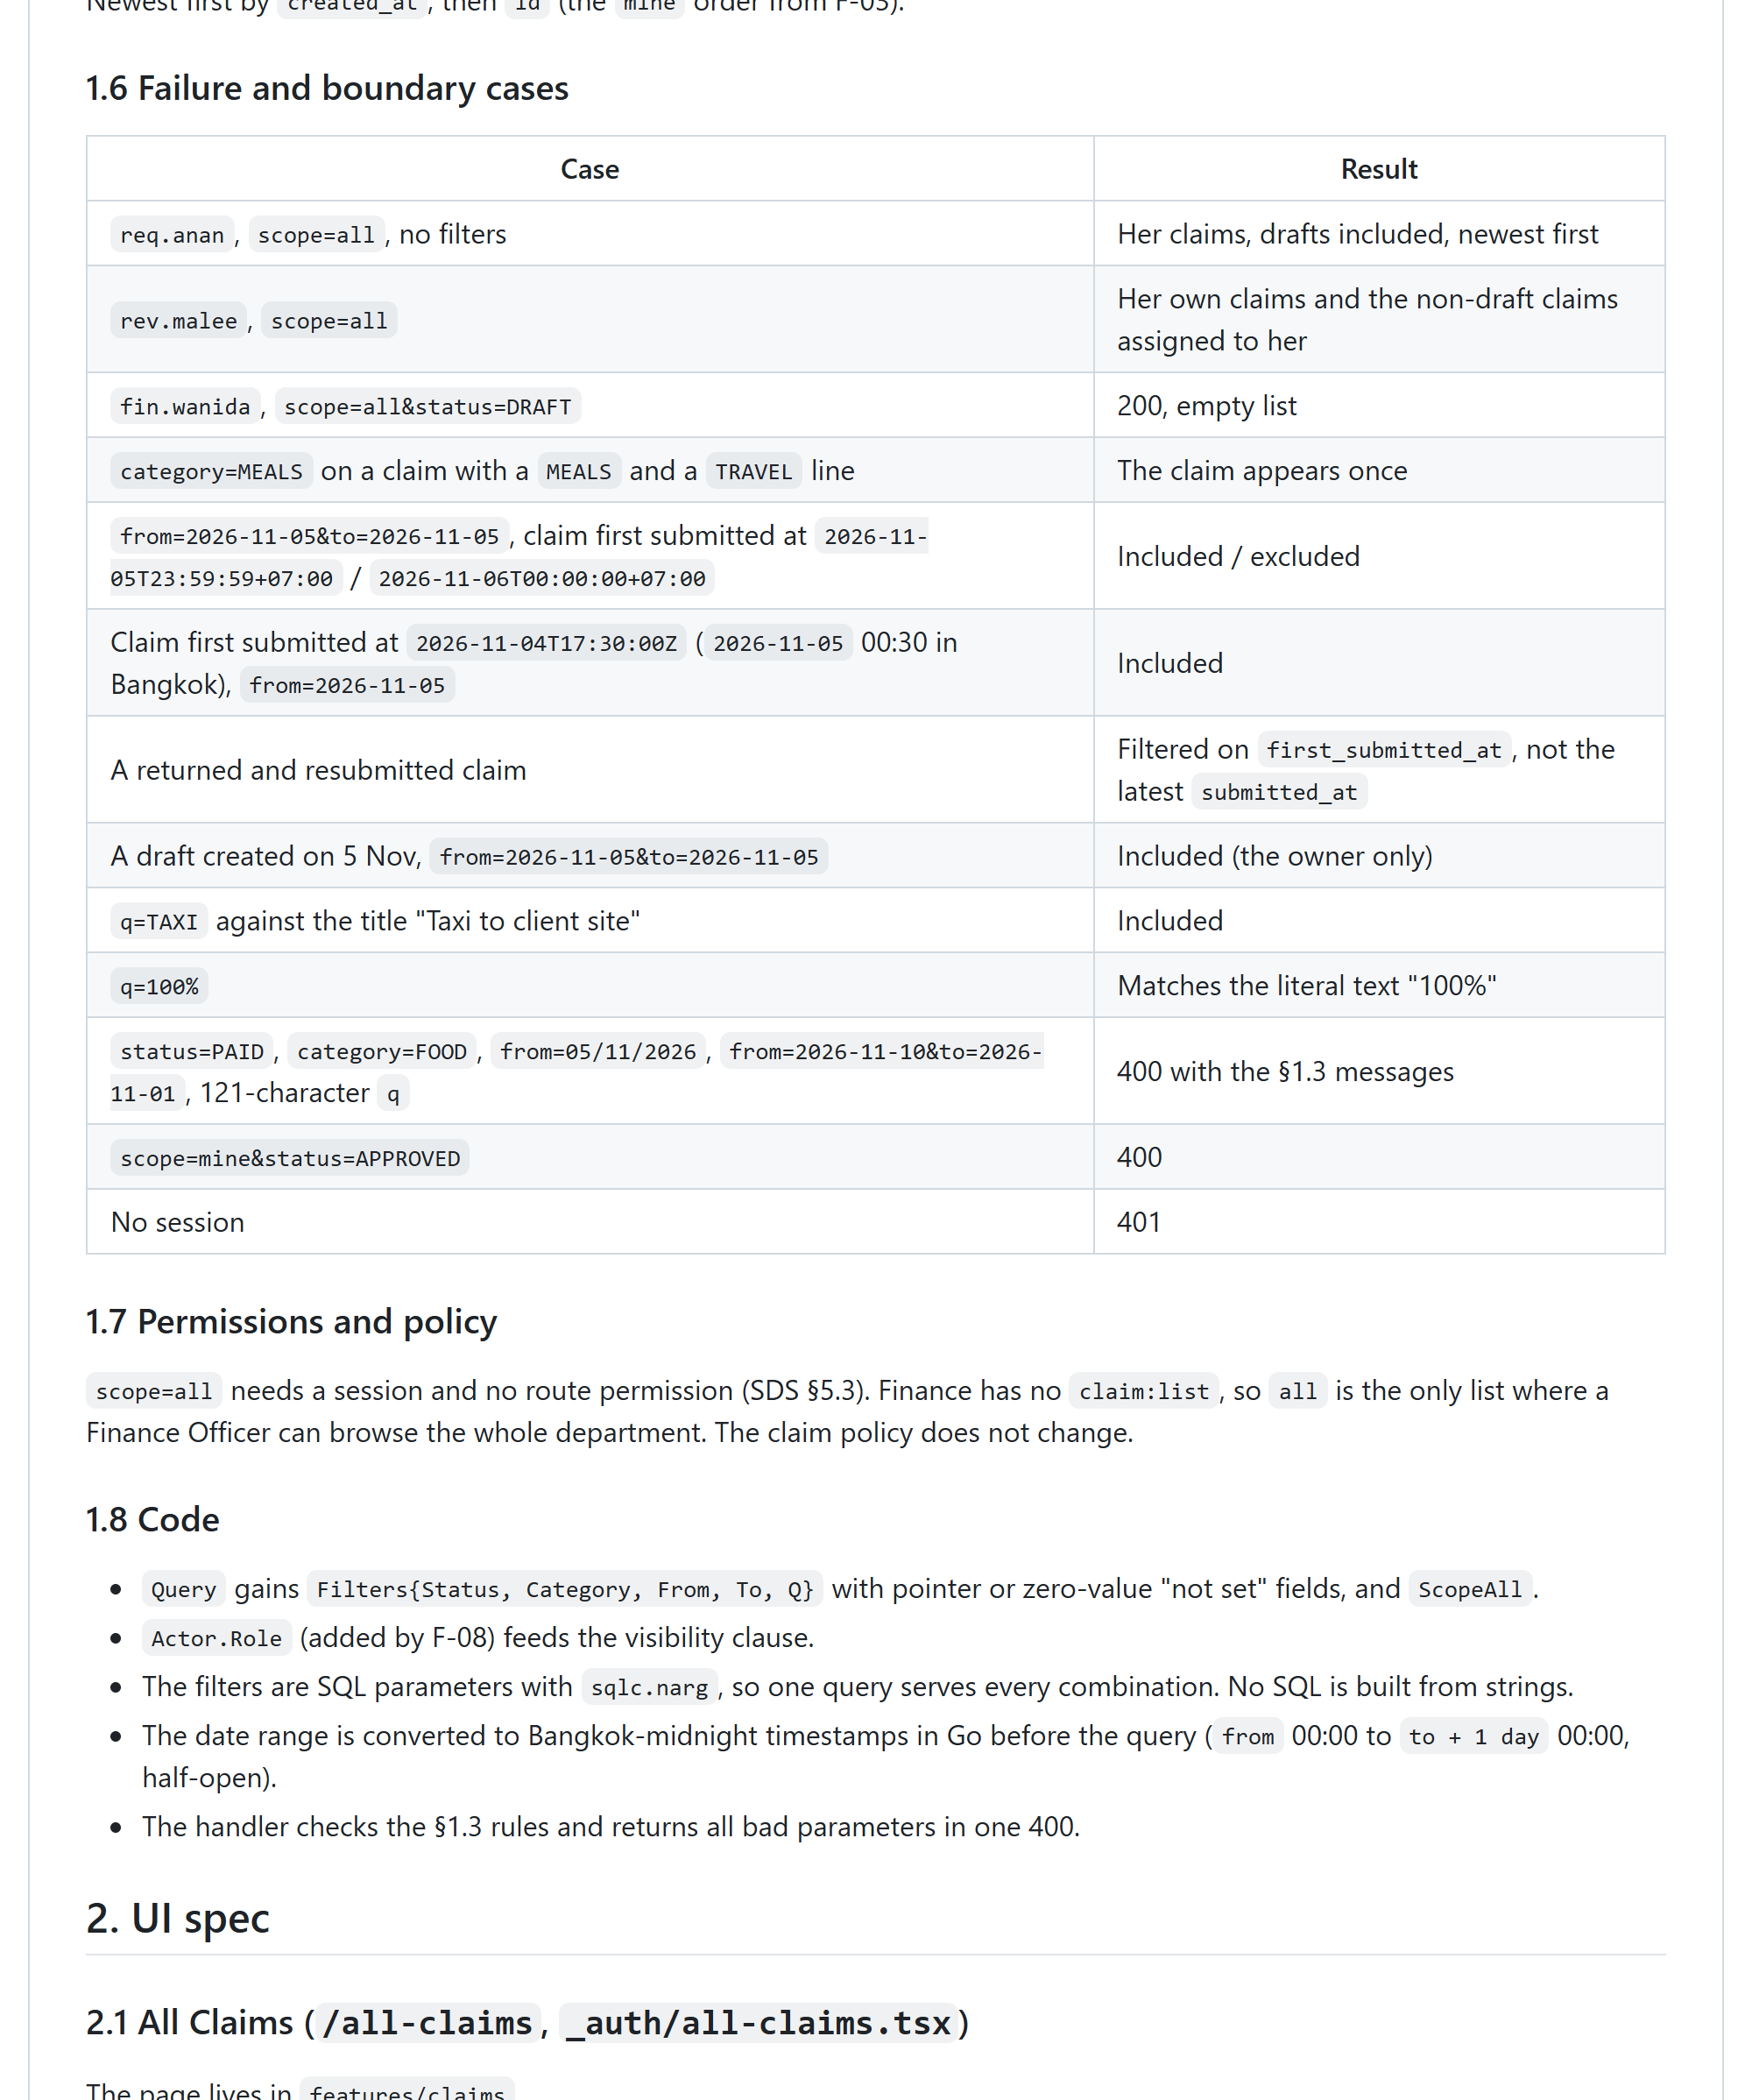 Newest first by created_at, then id (the mine order from F-03).
1.6 Failure and boundary cases
Case Result
req.anan, scope=all, no filters Her claims, drafts included, newest first
rev.malee, scope=all Her own claims and the non-draft claims
assigned to her
fin.wanida, scope=all&status=DRAFT 200, empty list
category=MEALS on a claim with a MEALS and a TRAVEL line The claim appears once
from=2026-11-05&to=2026-11-05, claim first submitted at 2026-11-
05T23:59:59+07:00 / 2026-11-06T00:00:00+07:00 Included / excluded
Claim first submitted at 2026-11-04T17:30:00Z (2026-11-05 00:30 in
Bangkok), from=2026-11-05 Included
A returned and resubmitted claim Filtered on first_submitted_at, not the
latest submitted_at
A draft created on 5 Nov, from=2026-11-05&to=2026-11-05 Included (the owner only)
q=TAXI against the title "Taxi to client site" Included
q=100% Matches the literal text "100%"
status=PAID, category=FOOD, from=05/11/2026, from=2026-11-10&to=2026-
11-01, 121-character q 400 with the §1.3 messages
scope=mine&status=APPROVED 400
No session 401
1.7 Permissions and policy
scope=all needs a session and no route permission (SDS §5.3). Finance has no claim:list, so all is the only list where a
Finance Officer can browse the whole department. The claim policy does not change.
1.8 Code
• Query gains Filters{Status, Category, From, To, Q} with pointer or zero-value "not set" fields, and ScopeAll.
• Actor.Role (added by F-08) feeds the visibility clause.
• The filters are SQL parameters with sqlc.narg, so one query serves every combination. No SQL is built from strings.
• The date range is converted to Bangkok-midnight timestamps in Go before the query (from 00:00 to to + 1 day 00:00,
half-open).
• The handler checks the §1.3 rules and returns all bad parameters in one 400.
2. UI spec
2.1 All Claims (/all-claims, _auth/all-claims.tsx)
The page lives in features/claims